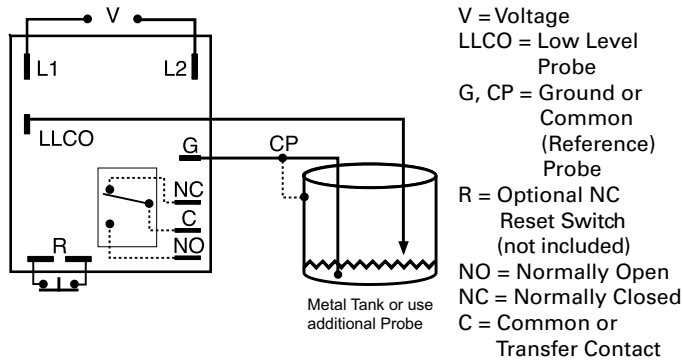 V
L1
L2
LLCO
G
CP
NC
C
NO
R
Metal Tank or use
additional Probe
V = Voltage
LLCO = Low Level
Probe
G, CP = Ground or
Common
(Reference)
Probe
R = Optional NC
Reset Switch
(not included)
NO = Normally Open
NC = Normally Closed
C = Common or
Transfer Contact